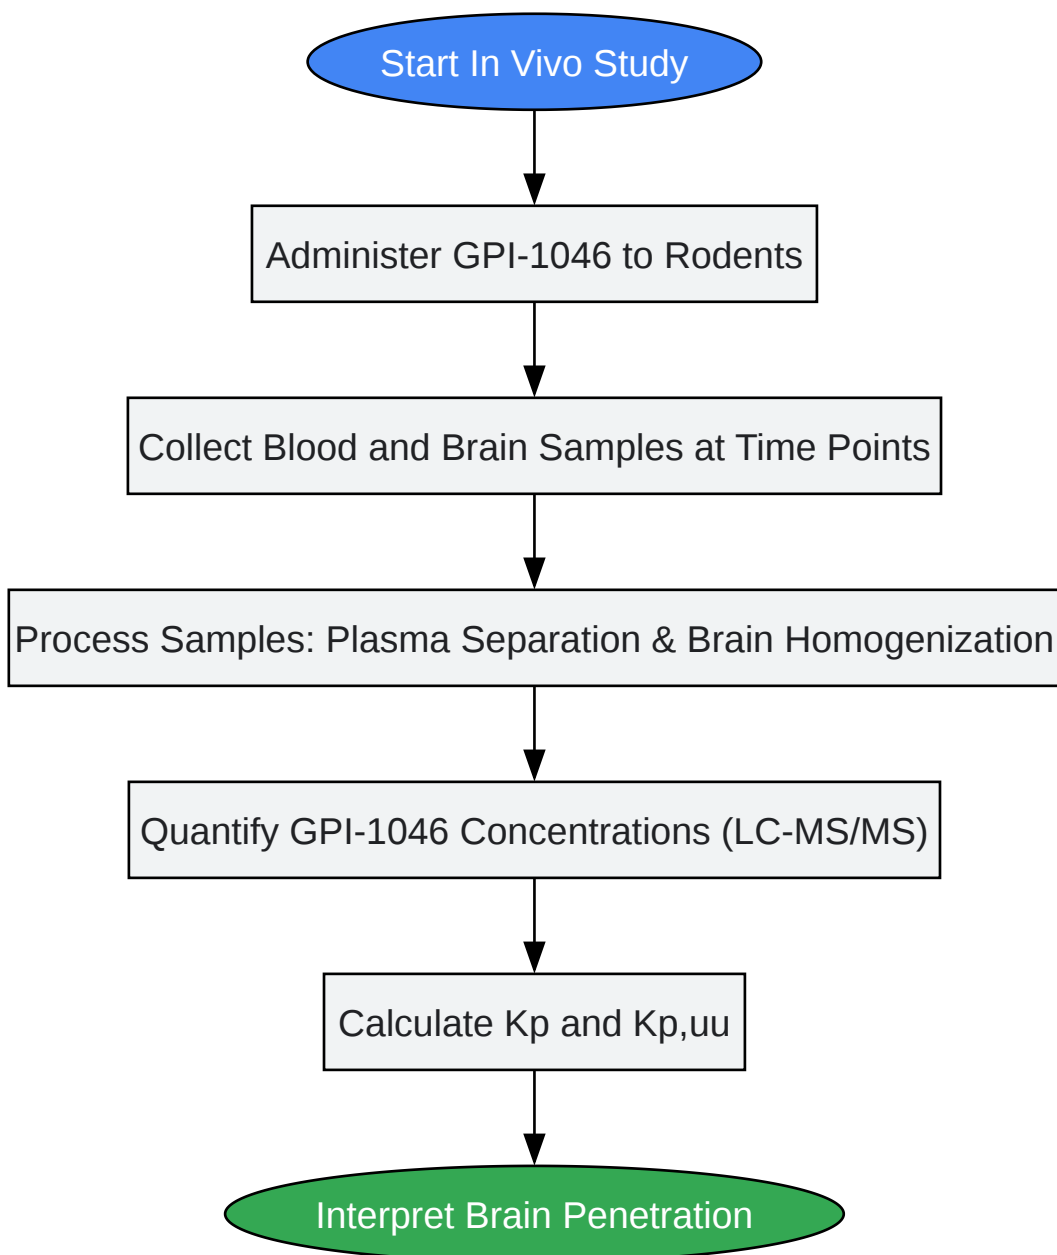 Start In Vivo Study
Administer GPI-1046 to Rodents
Collect Blood and Brain Samples at Time Points
Process Samples: Plasma Separation & Brain Homogenization
Quantify GPI-1046 Concentrations (LC-MS/MS)
Calculate Kp and Kp,uu
Interpret Brain Penetration